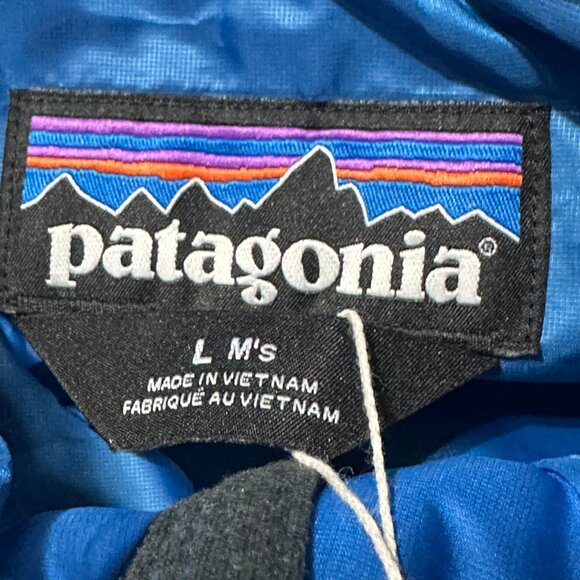 patagonia®
L M's
MADE IN VIETNAM
FABRIQUÉ AU VIETNAM